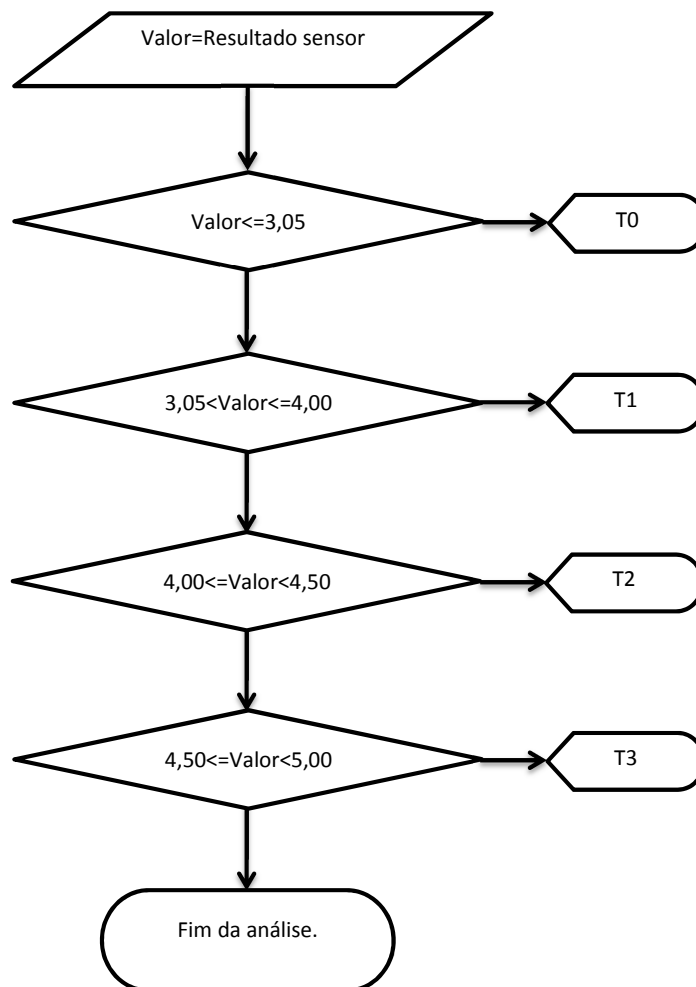 Valor=Resultado sensor
Valor<=3,05
T0
3,05<Valor<=4,00
T1
4,00<=Valor<4,50
T2
4,50<=Valor<5,00
T3
Fim da análise.